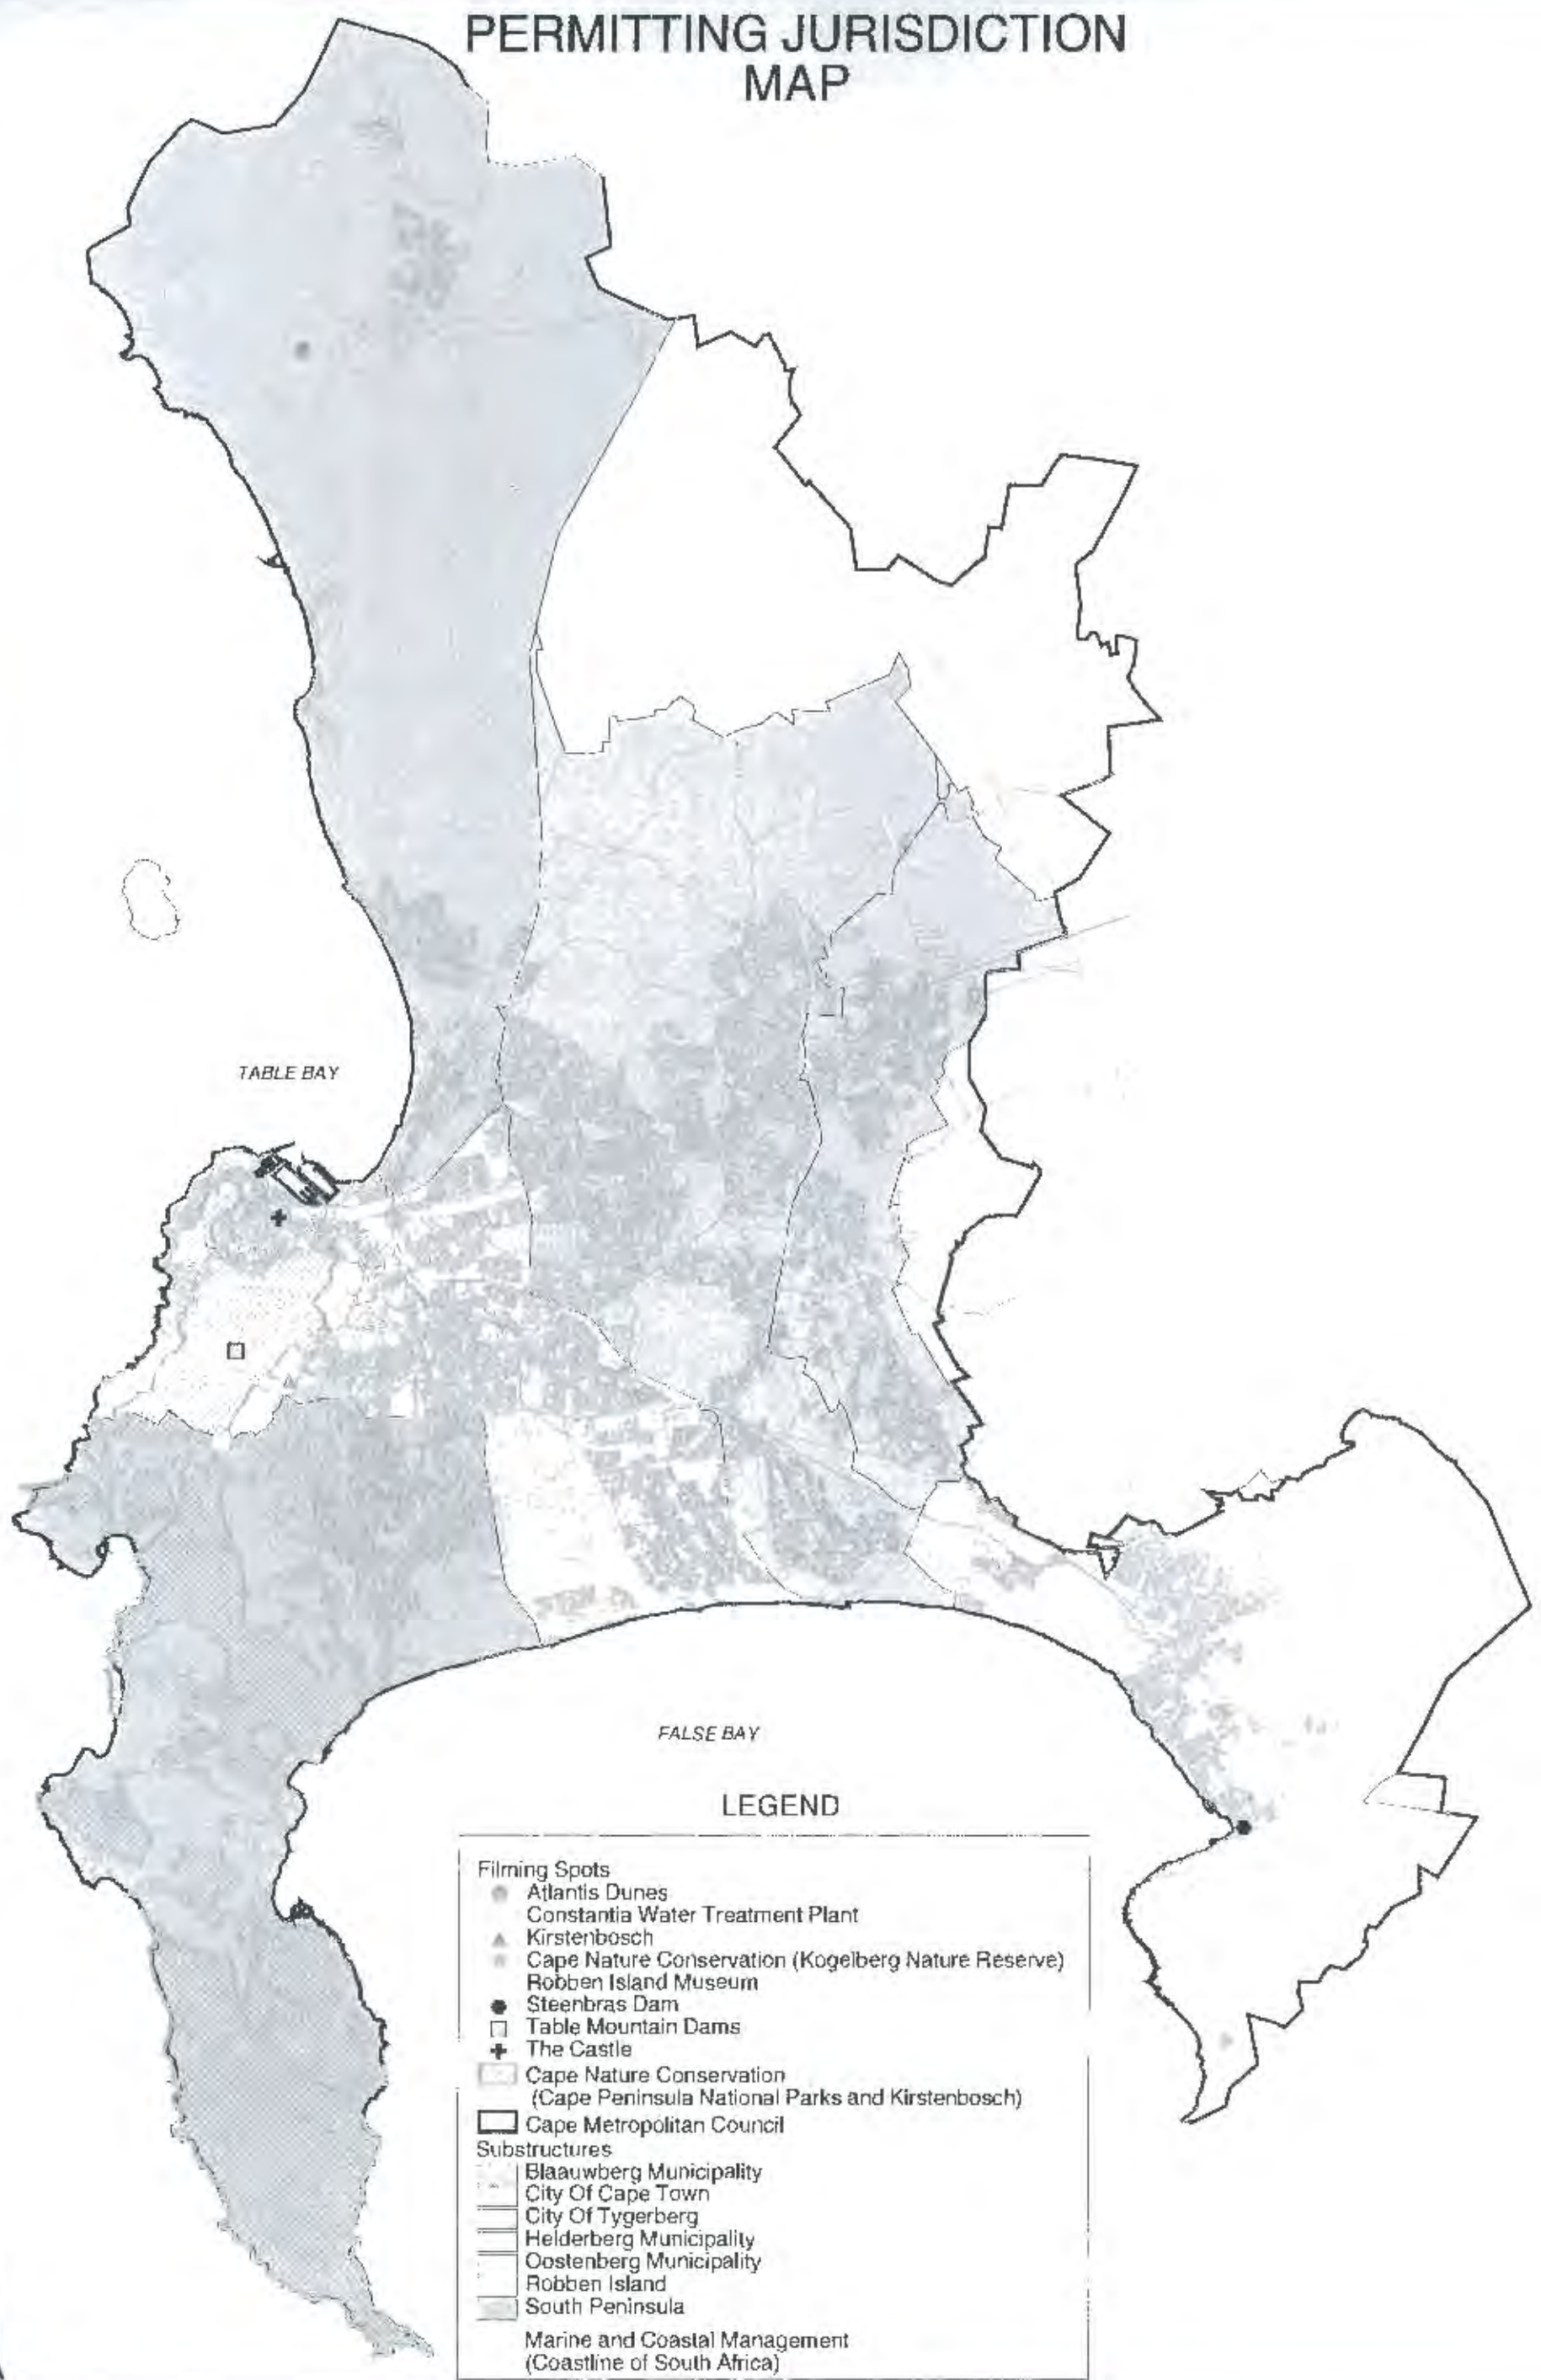 PERMITTING JURISDICTION
MAP
TABLE BAY
FALSE BAY
LEGEND
Filming Spots
Atlantis Dunes
Constantia Water Treatment Plant
Kirstenbosch
Cape Nature Conservation (Kogelberg Nature Reserve)
Robben Island Museum
Steenbras Dam
Table Mountain Dams
The Castle
Cape Nature Conservation
(Cape Peninsula National Parks and Kirstenbosch)
Cape Metropolitan Council
Substructures
Blaauwberg Municipality
City Of Cape Town
City Of Tygerberg
Helderberg Municipality
Oostenberg Municipality
Robben Island
South Peninsula
Marine and Coastal Management
(Coastline of South Africa)